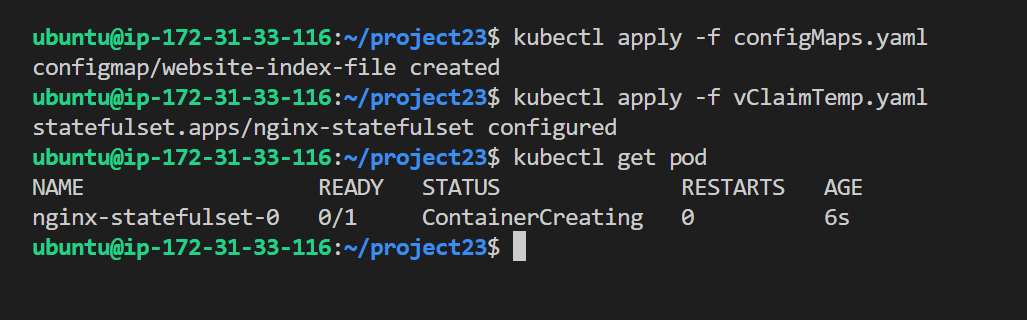 ubuntu@ip-172-31-33-116:~/project23$ kubectl apply -f configMaps.yaml
configmap/website-index-file created
ubuntu@ip-172-31-33-116:~/project23$ kubectl apply -f vClaimTemp.yaml
statefulset.apps/nginx-statefulset configured
ubuntu@ip-172-31-33-116:~/project23$ kubectl get pod
NAME READY STATUS RESTARTS AGE
nginx-statefulset-0 0/1 ContainerCreating 0 6s
ubuntu@ip-172-31-33-116:~/project23$